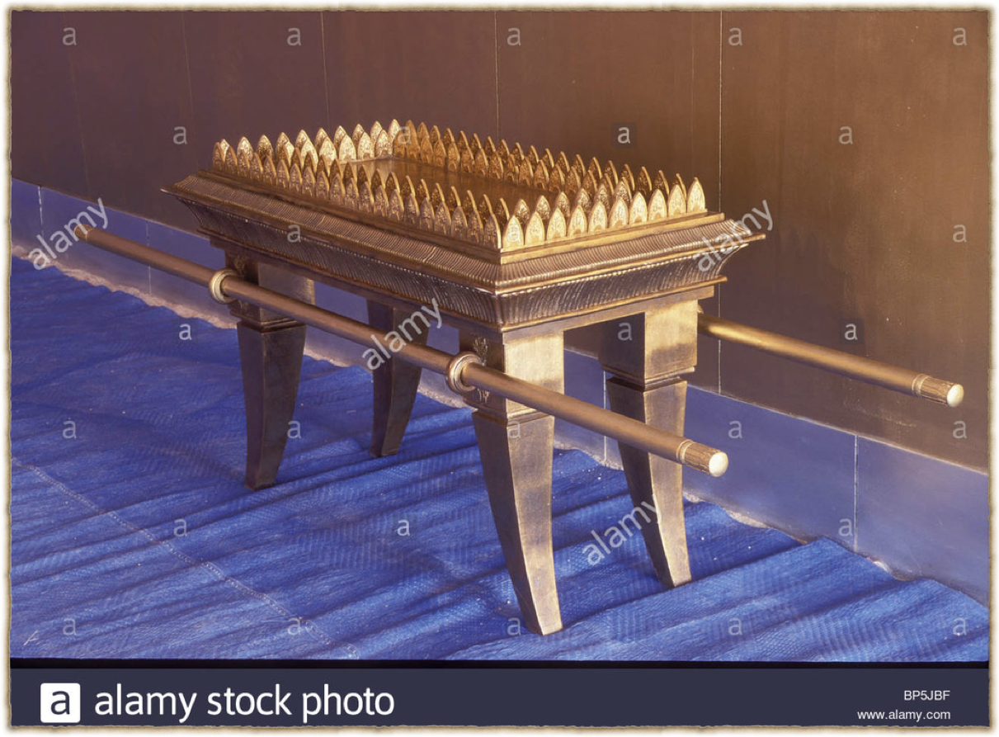 a a a a a
a a a
alamy alamy
a a
alamy
a a
a a a a
alamy
a a a
a a a a
a alamy stock photo
BP5JBF
www.alamy.com